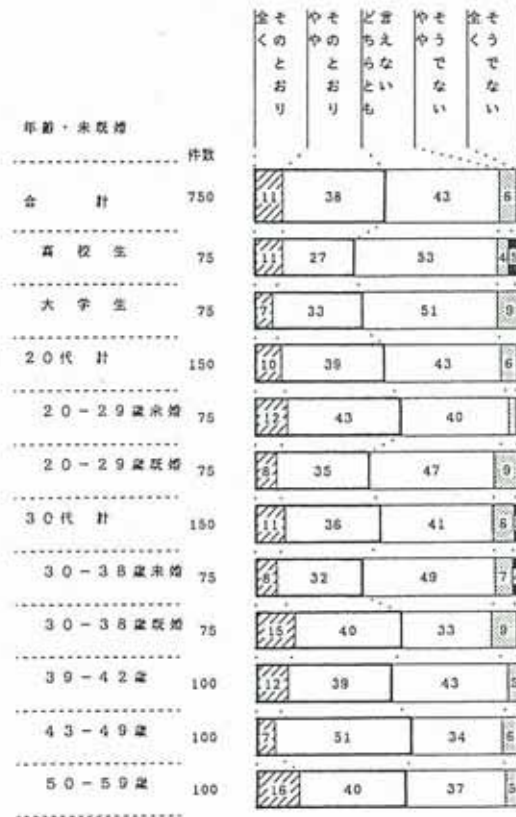 全く そのとおり
やや そのとおり
どちらとも 言えない
やや そうでない
全く そうでない
年齢・未既婚
件数
合 計 750 11 38 43 6
高 校 生 75 11 27 53 4
大 学 生 75 7 33 51 9
20代 計 150 10 39 43 6
20-29歳未婚 75 12 43 40
20-29歳既婚 75 8 35 47 9
30代 計 150 11 36 41 6
30-38歳未婚 75 8 32 49 7
30-38歳既婚 75 15 40 33 9
39-42歳 100 12 39 43
43-49歳 100 7 51 34 6
50-59歳 100 16 40 37